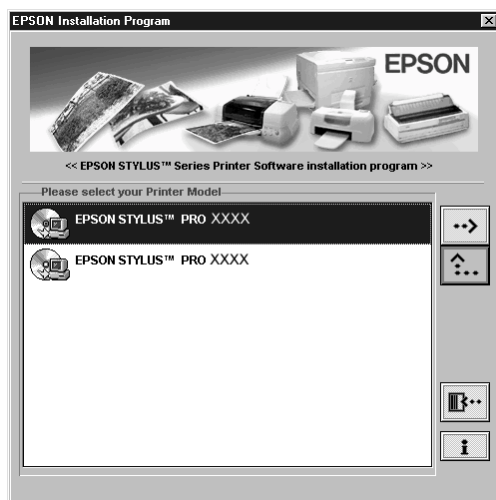 EPSON Installation Program
EPSON
<< EPSON STYLUS™ Series Printer Software installation program >>
Please select your Printer Model
EPSON STYLUS™ PRO XXXX
EPSON STYLUS™ PRO XXXX